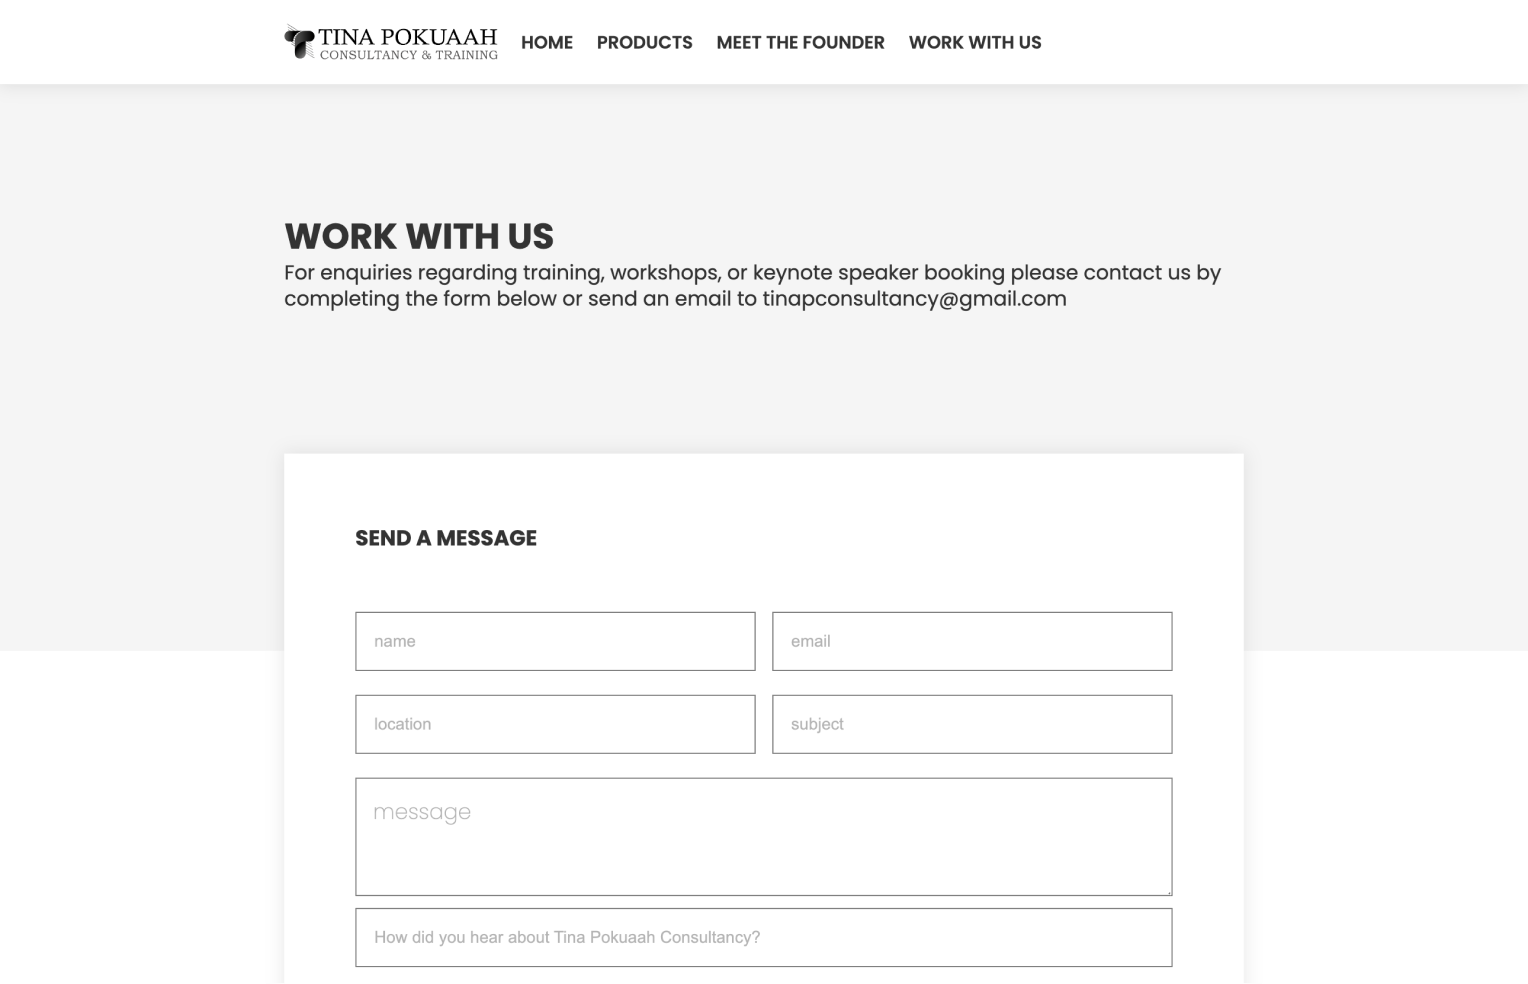 TINA POKUAAH
CONSULTANCY & TRAINING
HOME
PRODUCTS
MEET THE FOUNDER
WORK WITH US
WORK WITH US
For enquiries regarding training, workshops, or keynote speaker booking please contact us by
completing the form below or send an email to tinapconsultancy@gmail.com
SEND A MESSAGE
name
email
location
subject
message
How did you hear about Tina Pokuaah Consultancy?